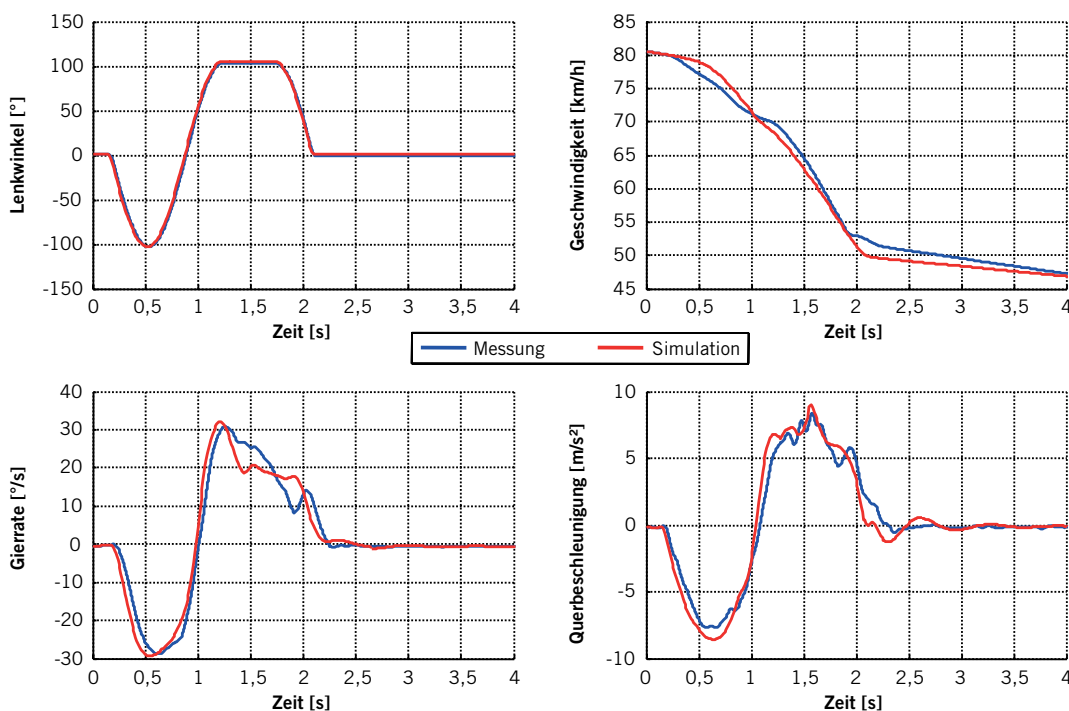 Lenkwinkel [°]
150
100
50
0
-50
-100
-150
0 0,5 1 1,5 2 2,5 3 3,5 4
Zeit [s]
Geschwindigkeit [km/h]
85
80
75
70
65
60
55
50
45
0 0,5 1 1,5 2 2,5 3 3,5 4
Zeit [s]
Messung Simulation
Gierrate [°/s]
40
30
20
10
0
-10
-20
-30
0 0,5 1 1,5 2 2,5 3 3,5 4
Zeit [s]
Querbeschleunigung [m/s²]
10
5
0
-5
-10
0 0,5 1 1,5 2 2,5 3 3,5 4
Zeit [s]